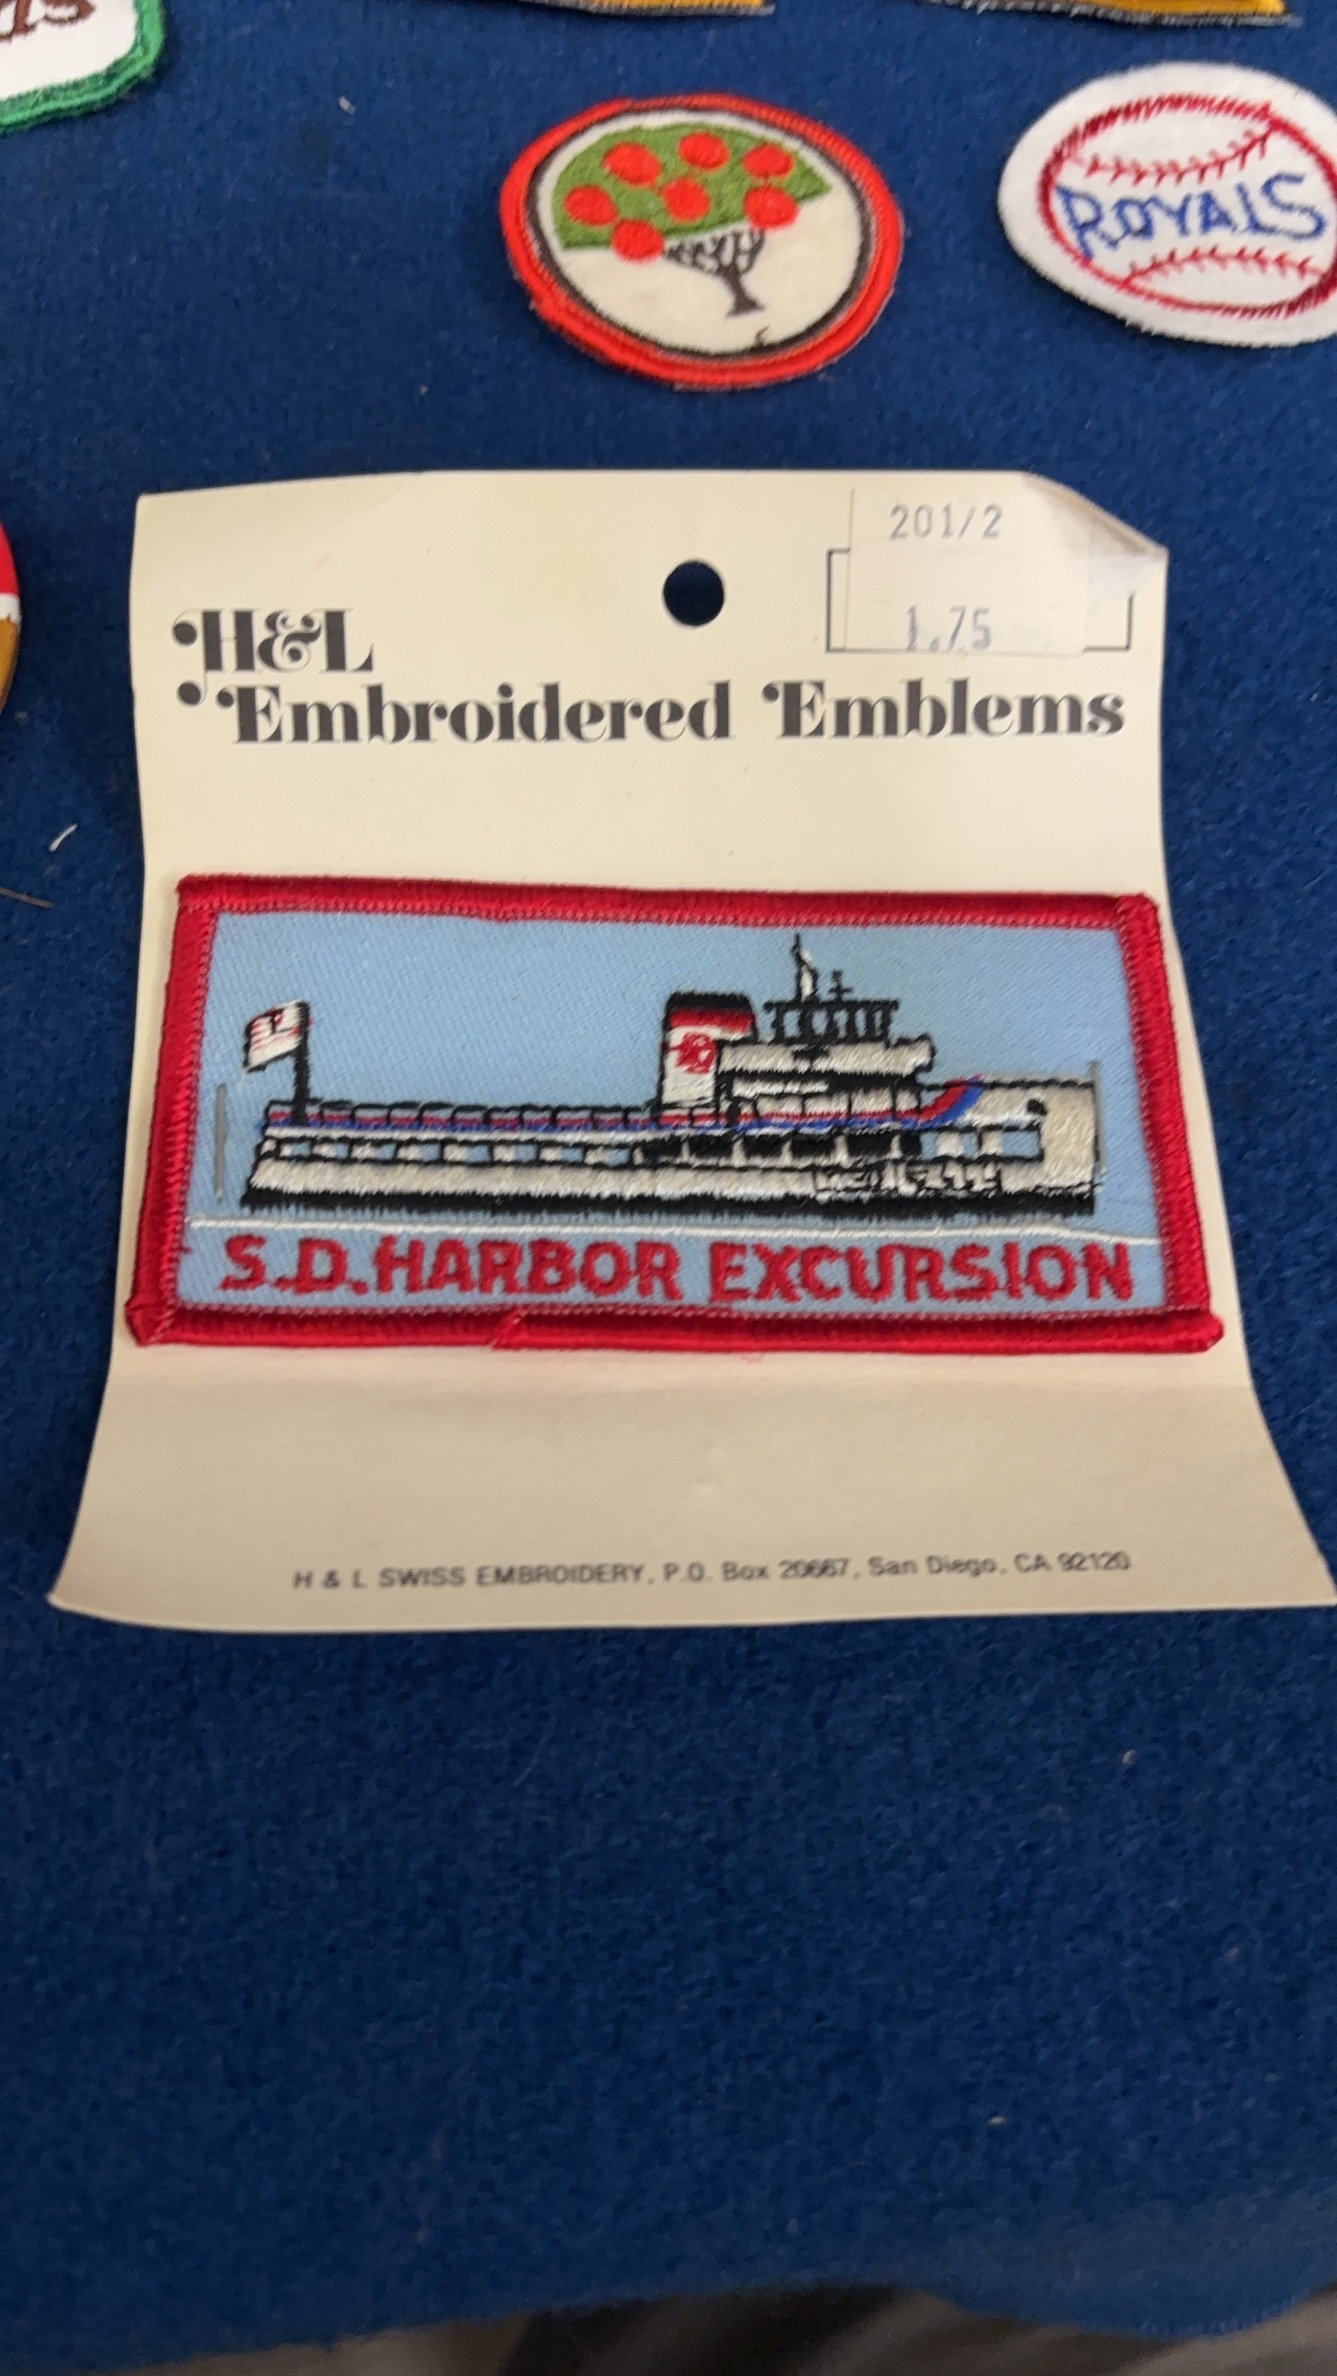 ROYALS
201/2
1.75
H&L
Embroidered Emblems
S.D.HARBOR EXCURSION
H & L SWISS EMBROIDERY, P.O. Box 20667, San Diego, CA 92120